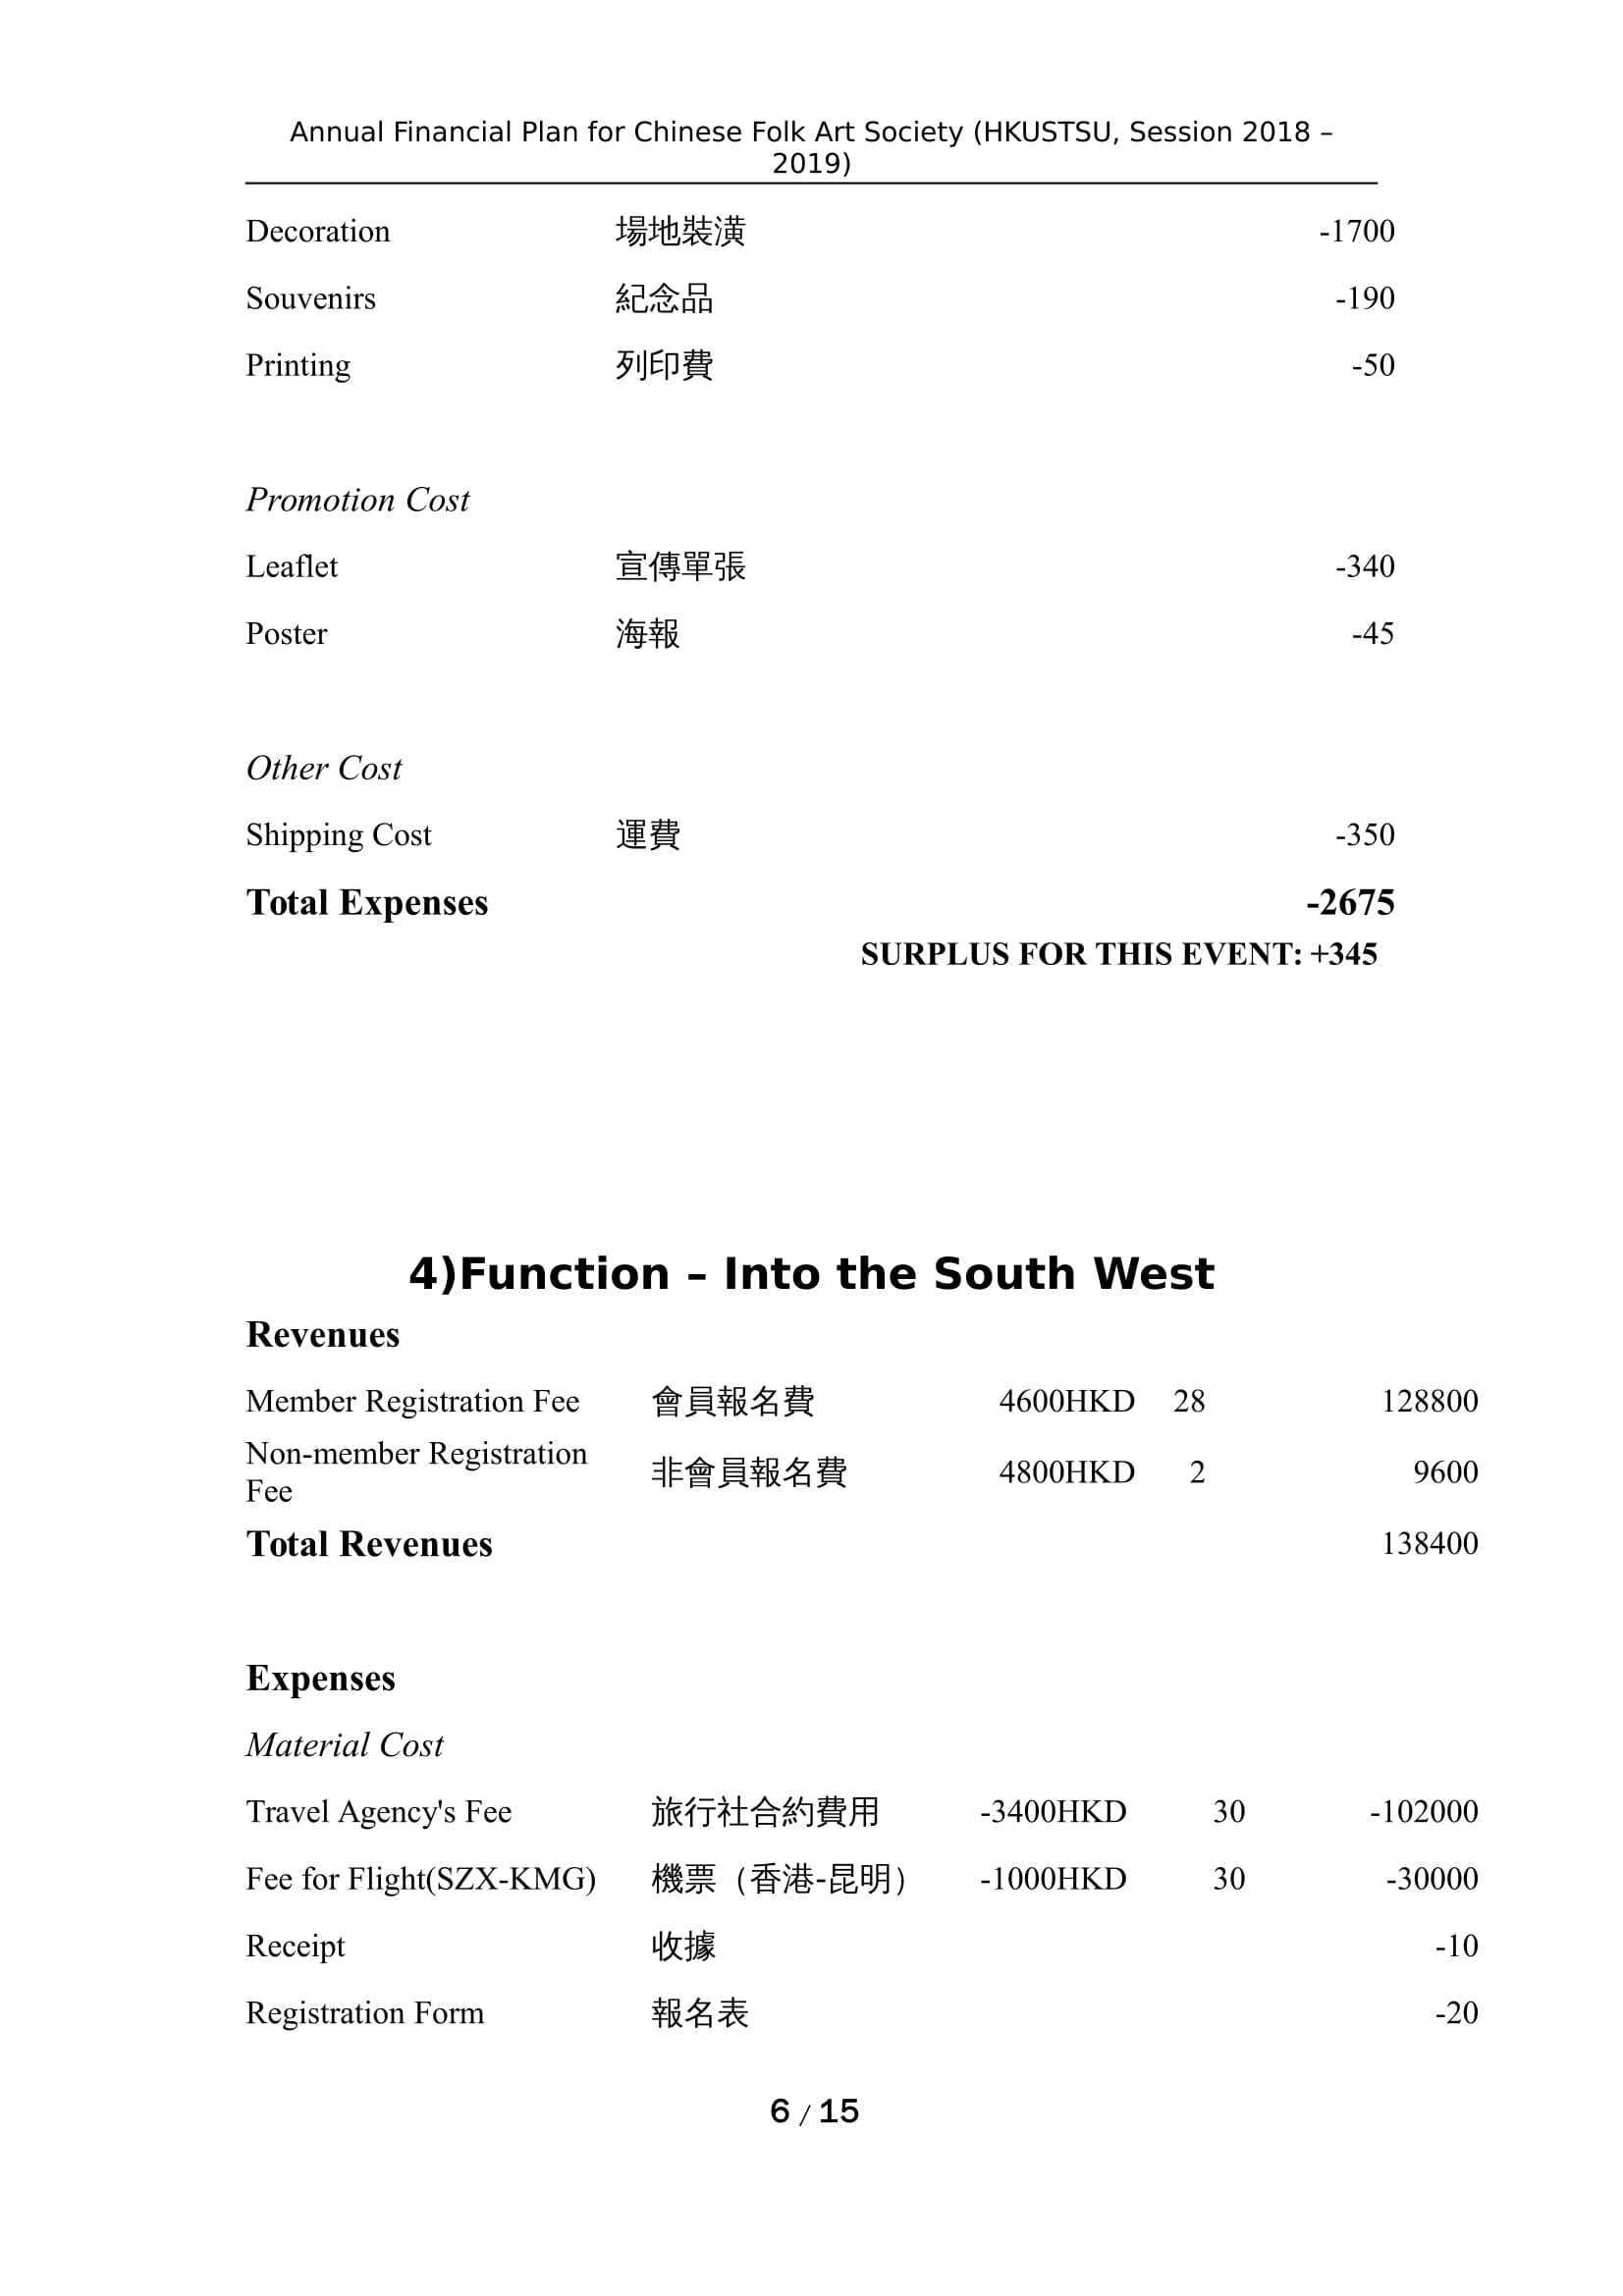 Annual Financial Plan for Chinese Folk Art Society (HKUSTSU, Session 2018 –
2019)
Decoration 場地裝潢 -1700
Souvenirs 紀念品 -190
Printing 列印費 -50
Promotion Cost
Leaflet 宣傳單張 -340
Poster 海報 -45
Other Cost
Shipping Cost 運費 -350
Total Expenses -2675
SURPLUS FOR THIS EVENT: +345
4)Function – Into the South West
Revenues
Member Registration Fee 會員報名費 4600HKD 28 128800
Non-member Registration
Fee 非會員報名費 4800HKD 2 9600
Total Revenues 138400
Expenses
Material Cost
Travel Agency's Fee 旅行社合約費用 -3400HKD 30 -102000
Fee for Flight(SZX-KMG) 機票（香港-昆明） -1000HKD 30 -30000
Receipt 收據 -10
Registration Form 報名表 -20
6 / 15